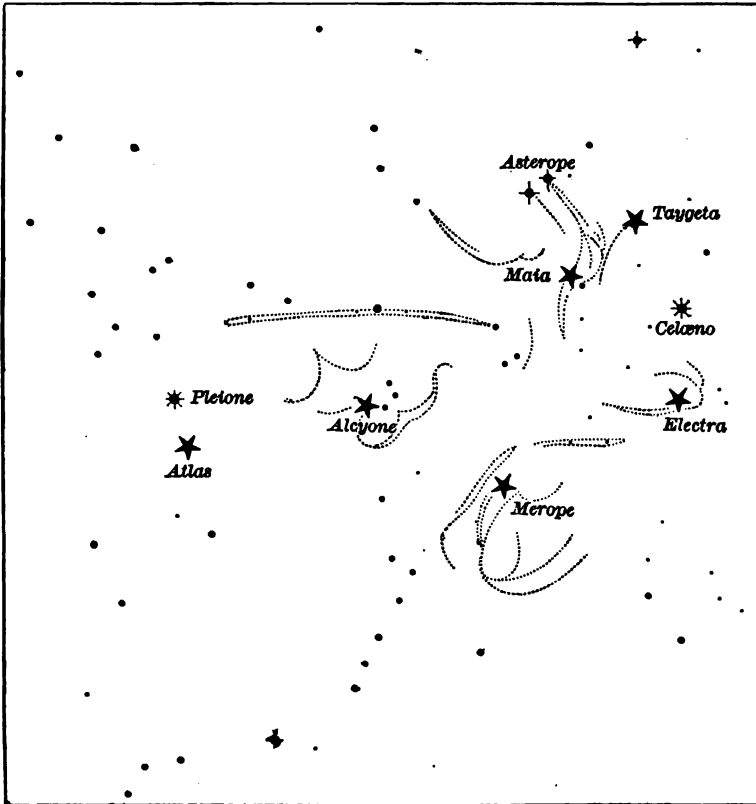 Asterope
Taygeta
Maia
Celæno
Pleione
Alcyone
Electra
Atlas
Merope